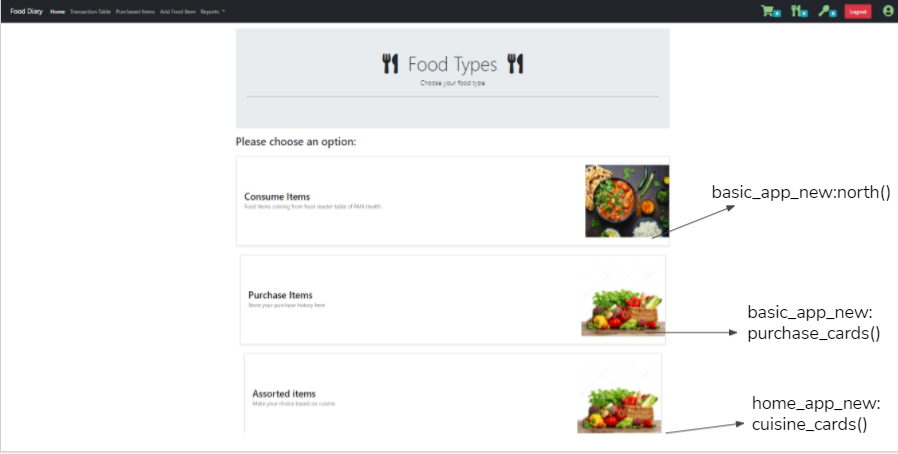 Food Diary Home Transaction Table Purchased Items Add Food Item Reports
Logout
Food Types
Choose your food type
Please choose an option:
Consume Items
Food Items coming from food master table of PAN Health.
basic_app_new:north()
Purchase Items
Store your purchase history here
basic_app_new:
purchase_cards()
Assorted items
Make your choice based on cuisine
home_app_new:
cuisine_cards()